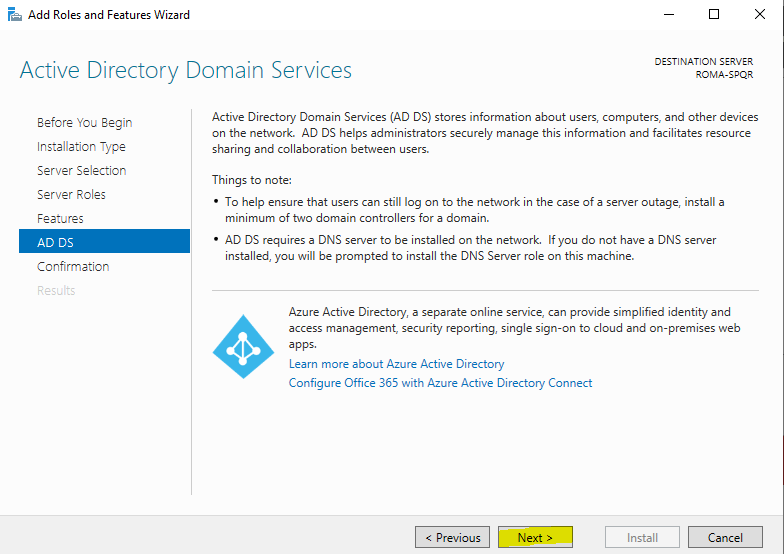 Add Roles and Features Wizard
Active Directory Domain Services
DESTINATION SERVER
ROMA-SPQR
Before You Begin
Installation Type
Server Selection
Server Roles
Features
AD DS
Confirmation
Results
Active Directory Domain Services (AD DS) stores information about users, computers, and other devices
on the network. AD DS helps administrators securely manage this information and facilitates resource
sharing and collaboration between users.
Things to note:
• To help ensure that users can still log on to the network in the case of a server outage, install a
minimum of two domain controllers for a domain.
• AD DS requires a DNS server to be installed on the network. If you do not have a DNS server
installed, you will be prompted to install the DNS Server role on this machine.
Azure Active Directory, a separate online service, can provide simplified identity and
access management, security reporting, single sign-on to cloud and on-premises web
apps.
Learn more about Azure Active Directory
Configure Office 365 with Azure Active Directory Connect
< Previous
Next >
Install
Cancel